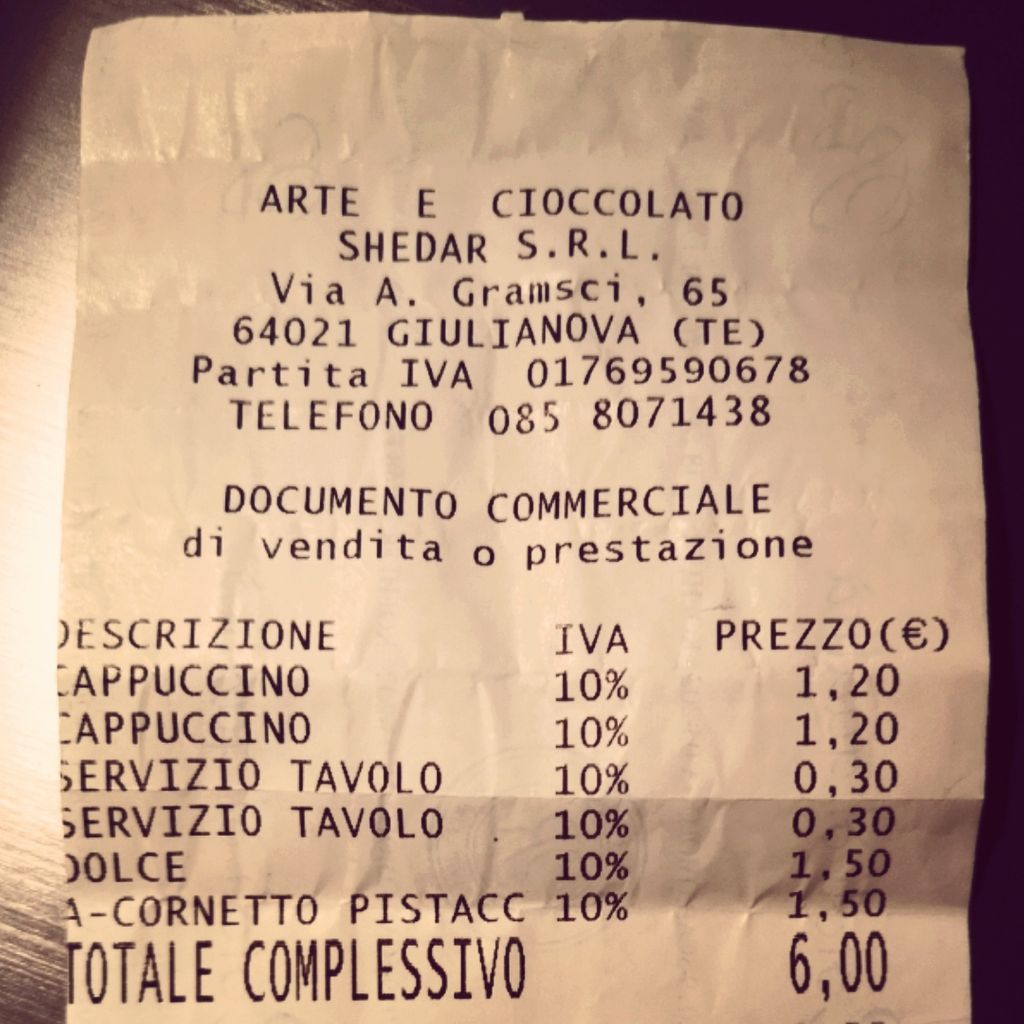 ARTE E CIOCCOLATO
SHEDAR S.R.L.
Via A. Gramsci, 65
64021 GIULIANOVA (TE)
Partita IVA 01769590678
TELEFONO 085 8071438
DOCUMENTO COMMERCIALE
di vendita o prestazione
DESCRIZIONE IVA PREZZO(€)
CAPPUCCINO 10% 1,20
CAPPUCCINO 10% 1,20
SERVIZIO TAVOLO 10% 0,30
SERVIZIO TAVOLO 10% 0,30
DOLCE 10% 1,50
A-CORNETTO PISTACC 10% 1,50
TOTALE COMPLESSIVO 6,00